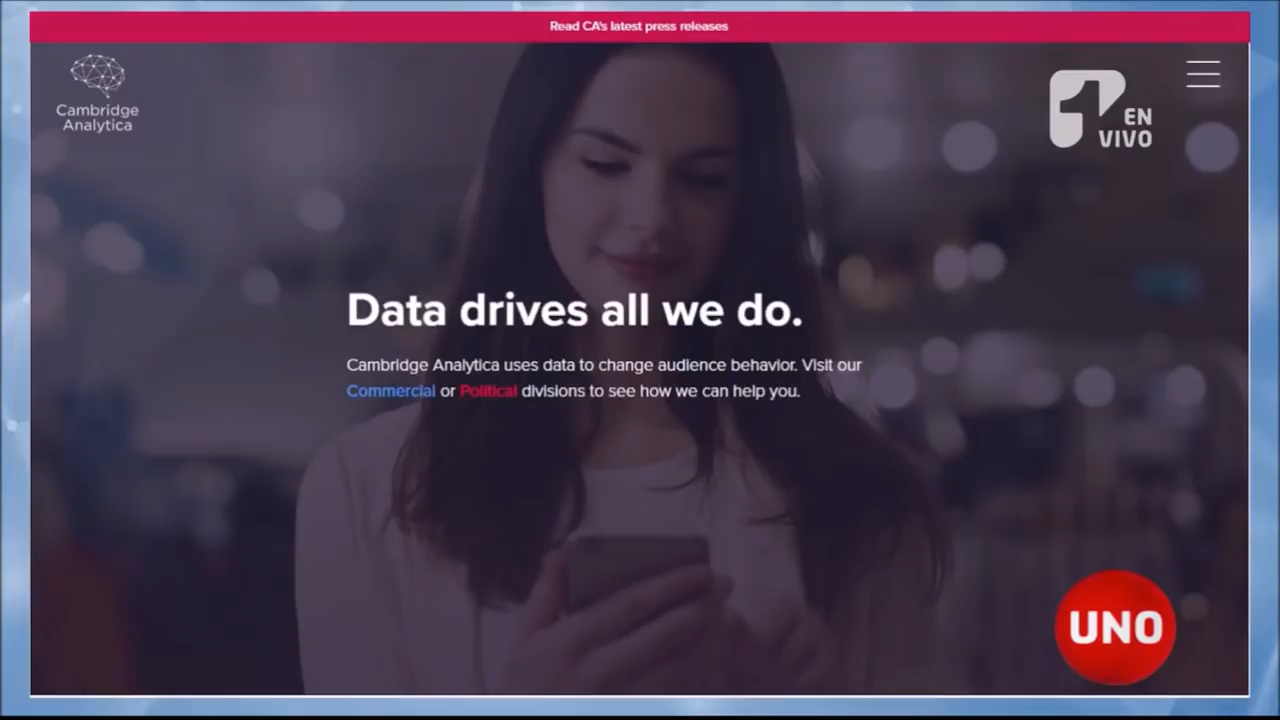 Read CA's latest press releases
Cambridge
Analytica
1 EN
VIVO
Data drives all we do.
Cambridge Analytica uses data to change audience behavior. Visit our
Commercial or Political divisions to see how we can help you.
UNO